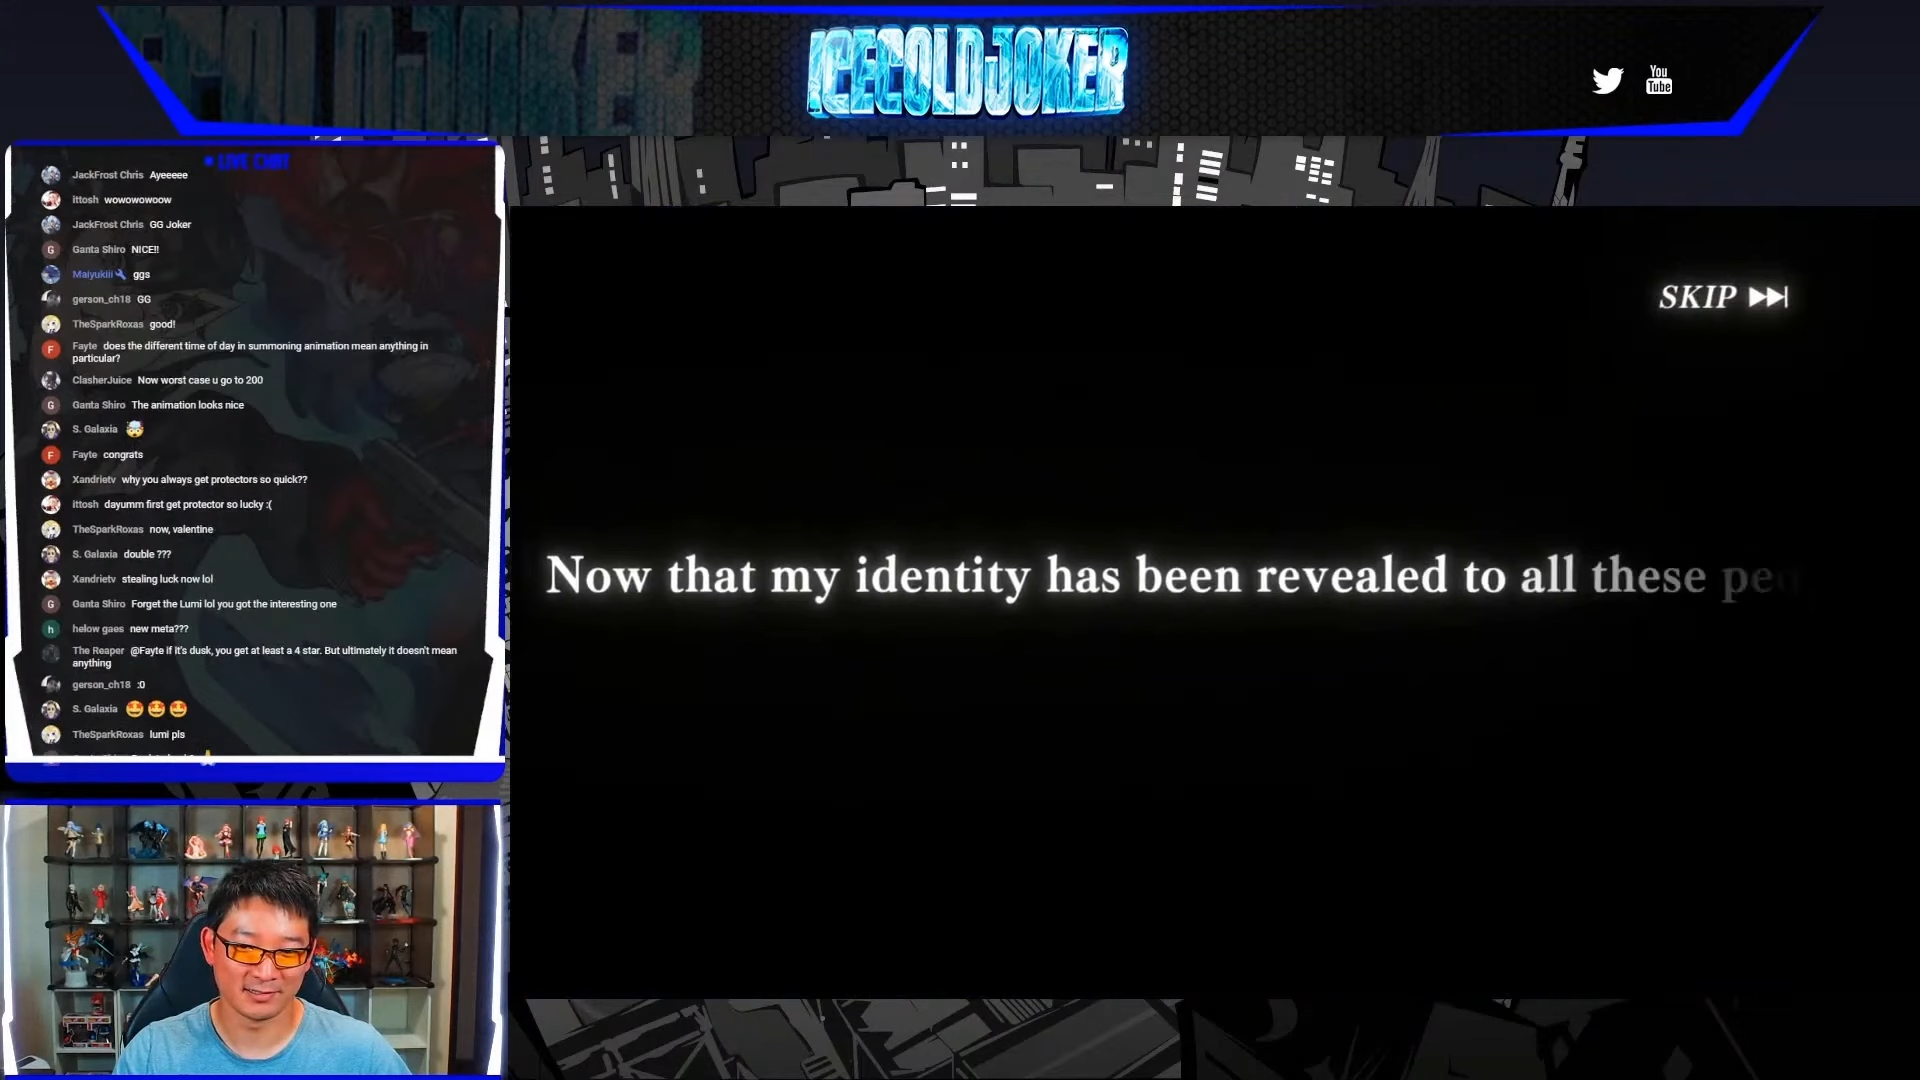 ICECOLDJOKER
You
Tube
LIVE CHAT
JackFrost Chris Ayeeeee
ittosh wowowowoow
JackFrost Chris GG Joker
G Ganta Shiro NICE!!
Maiyukiii ggs
gerson_ch18 GG
TheSparkRoxas good!
F Fayte does the different time of day in summoning animation mean anything in
particular?
ClasherJuice Now worst case u go to 200
G Ganta Shiro The animation looks nice
S. Galaxia 🤯
F Fayte congrats
Xandrietv why you always get protectors so quick??
ittosh dayumm first get protector so lucky :(
TheSparkRoxas now, valentine
S. Galaxia double ???
Xandrietv stealing luck now lol
G Ganta Shiro Forget the Lumi lol you got the interesting one
h helow gaes new meta???
The Reaper @Fayte if it's dusk, you get at least a 4 star. But ultimately it doesn't mean
anything
gerson_ch18 :0
S. Galaxia 🤩🤩🤩
TheSparkRoxas lumi pls
SKIP
Now that my identity has been revealed to all these peo